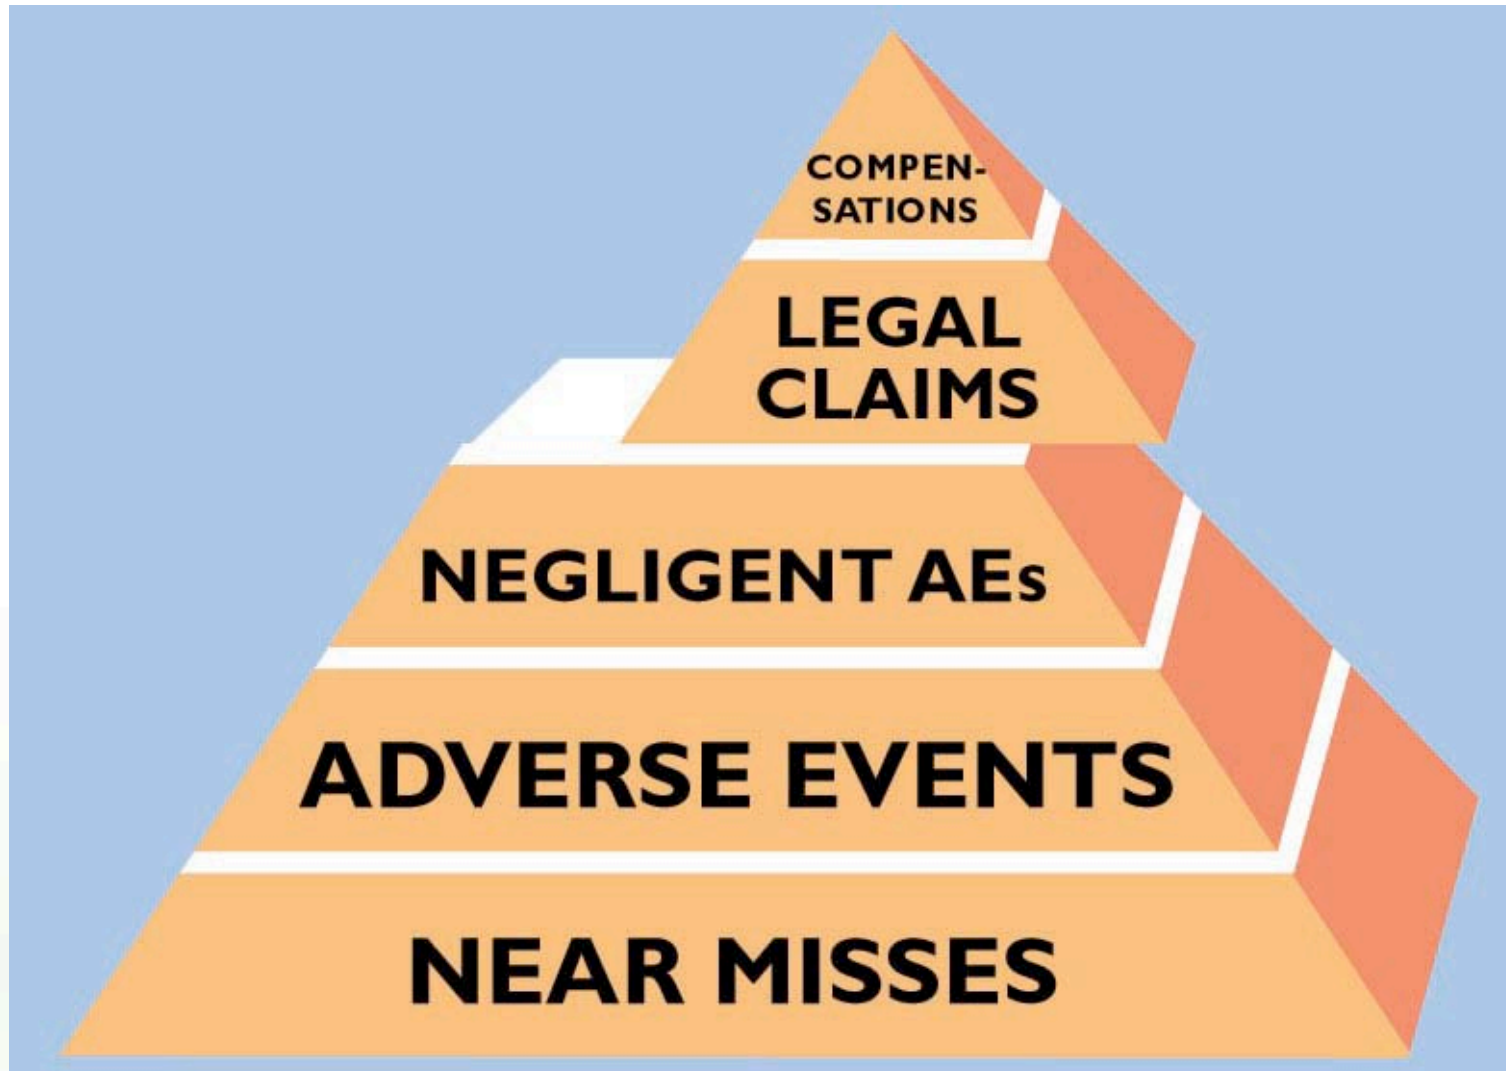 COMPEN-
SATIONS
LEGAL
CLAIMS
NEGLIGENT AEs
ADVERSE EVENTS
NEAR MISSES